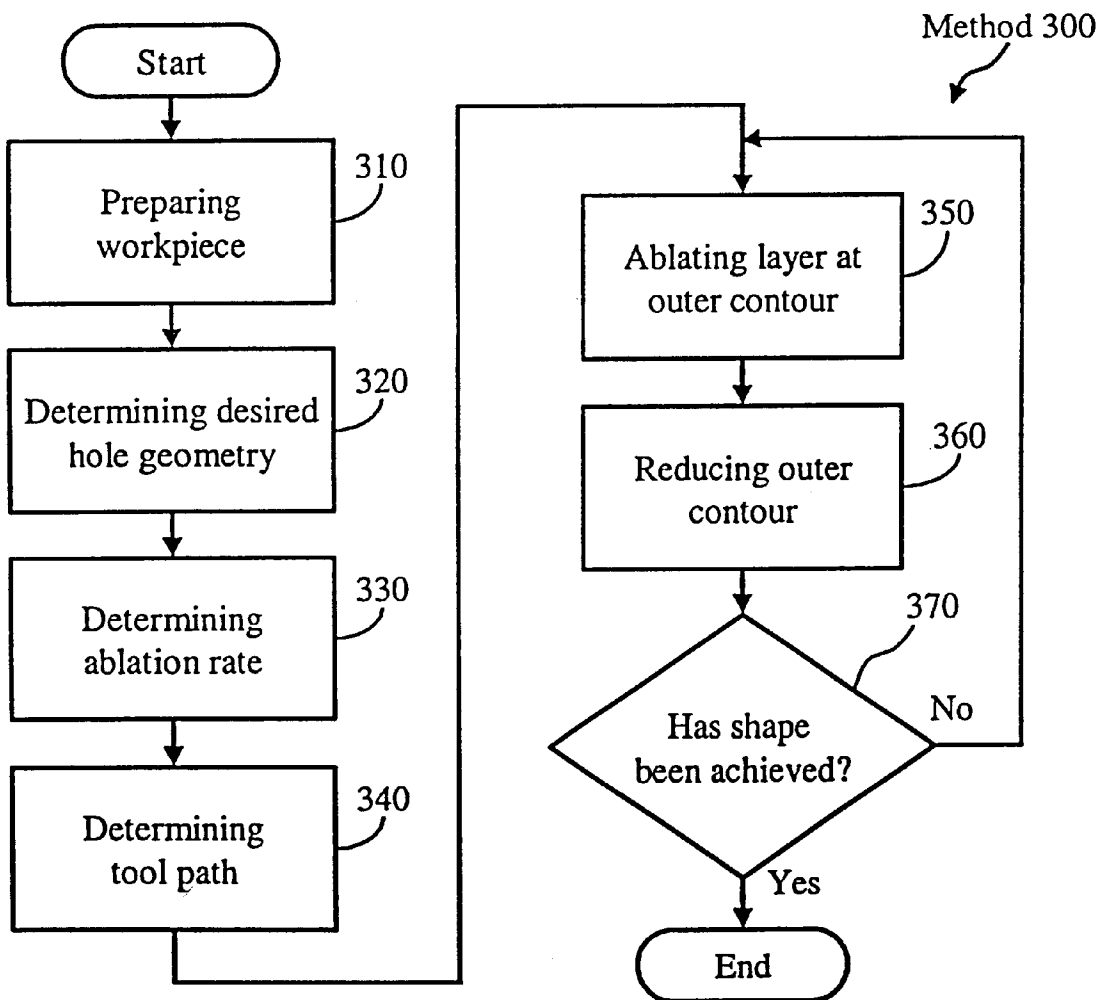 Method 300
Start
310
Preparing
workpiece
320
Determining desired
hole geometry
330
Determining
ablation rate
340
Determining
tool path
350
Ablating layer at
outer contour
360
Reducing outer
contour
370
Has shape
been achieved?
No
Yes
End